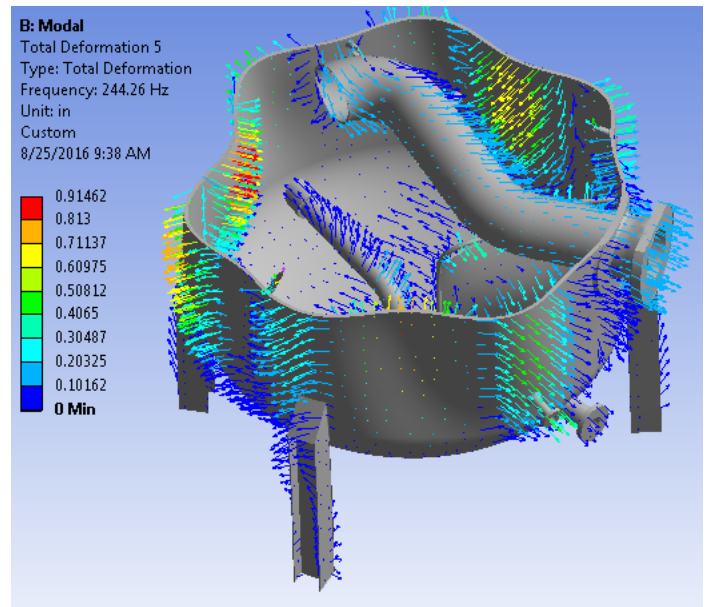 B: Modal
Total Deformation 5
Type: Total Deformation
Frequency: 244.26 Hz
Unit: in
Custom
8/25/2016 9:38 AM
0.91462
0.813
0.71137
0.60975
0.50812
0.4065
0.30487
0.20325
0.10162
0 Min